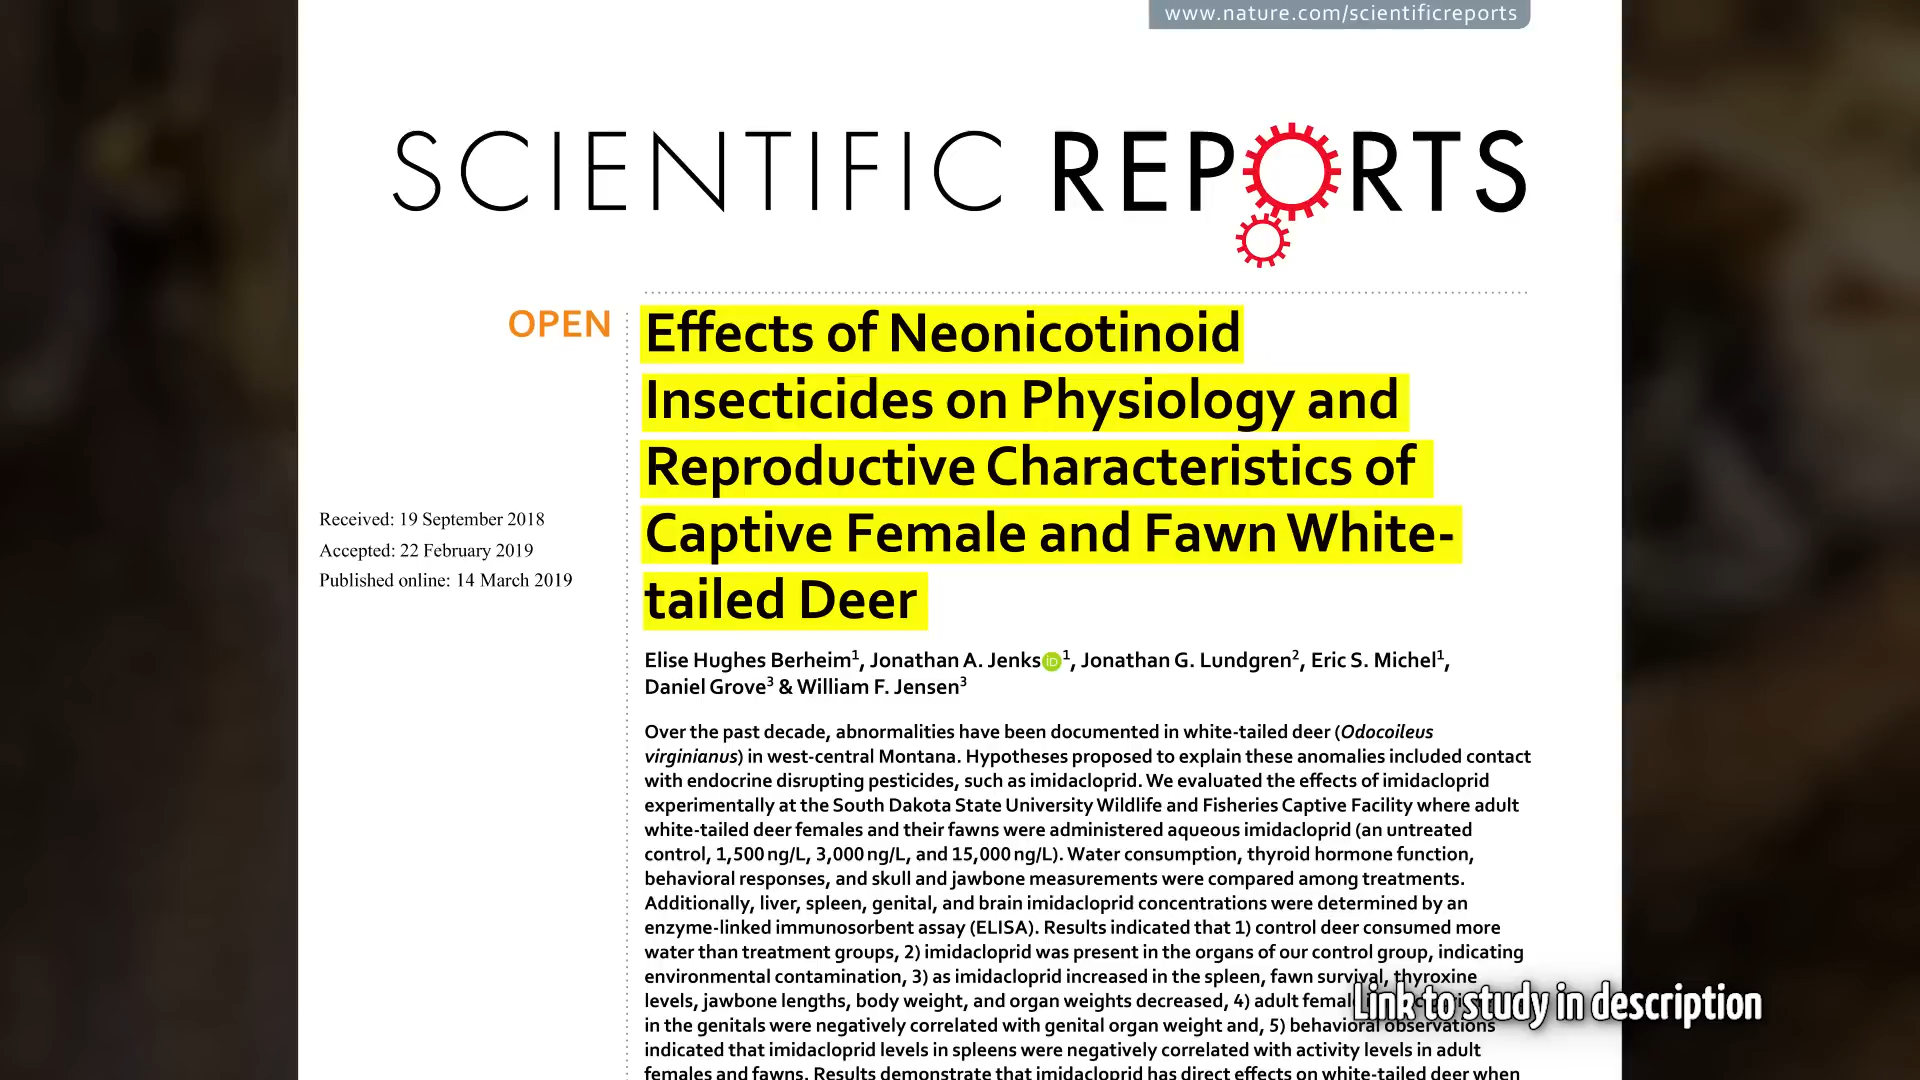 www.nature.com/scientificreports
SCIENTIFIC REPORTS
OPEN
Effects of Neonicotinoid
Insecticides on Physiology and
Reproductive Characteristics of
Captive Female and Fawn White-
tailed Deer
Received: 19 September 2018
Accepted: 22 February 2019
Published online: 14 March 2019
Elise Hughes Berheim1, Jonathan A. Jenks iD 1, Jonathan G. Lundgren2, Eric S. Michel1,
Daniel Grove3 & William F. Jensen3
Over the past decade, abnormalities have been documented in white-tailed deer (Odocoileus
virginianus) in west-central Montana. Hypotheses proposed to explain these anomalies included contact
with endocrine disrupting pesticides, such as imidacloprid. We evaluated the effects of imidacloprid
experimentally at the South Dakota State University Wildlife and Fisheries Captive Facility where adult
white-tailed deer females and their fawns were administered aqueous imidacloprid (an untreated
control, 1,500 ng/L, 3,000 ng/L, and 15,000 ng/L). Water consumption, thyroid hormone function,
behavioral responses, and skull and jawbone measurements were compared among treatments.
Additionally, liver, spleen, genital, and brain imidacloprid concentrations were determined by an
enzyme-linked immunosorbent assay (ELISA). Results indicated that 1) control deer consumed more
water than treatment groups, 2) imidacloprid was present in the organs of our control group, indicating
environmental contamination, 3) as imidacloprid increased in the spleen, fawn survival, thyroxine
levels, jawbone lengths, body weight, and organ weights decreased, 4) adult femal
in the genitals were negatively correlated with genital organ weight and, 5) behavioral observations
indicated that imidacloprid levels in spleens were negatively correlated with activity levels in adult
females and fawns. Results demonstrate that imidacloprid has direct effects on white-tailed deer when
Link to study in description